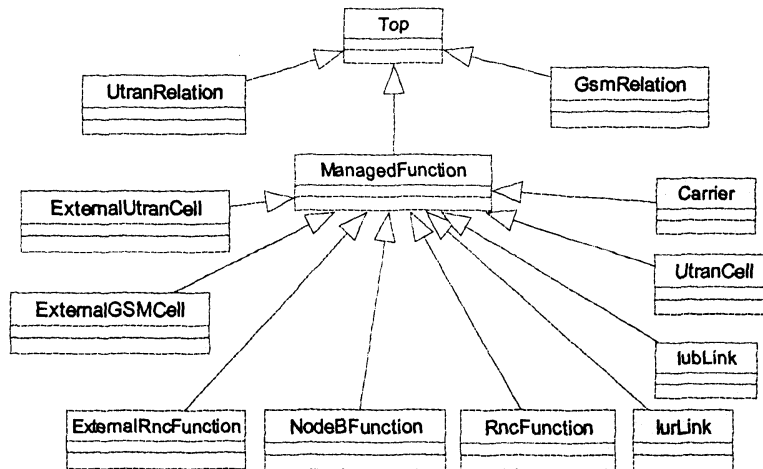 Top
UtranRelation
GsmRelation
ManagedFunction
ExternalUtranCell
Carrier
UtranCell
ExternalGSMCell
IubLink
ExternalRncFunction
NodeBFunction
RncFunction
IurLink